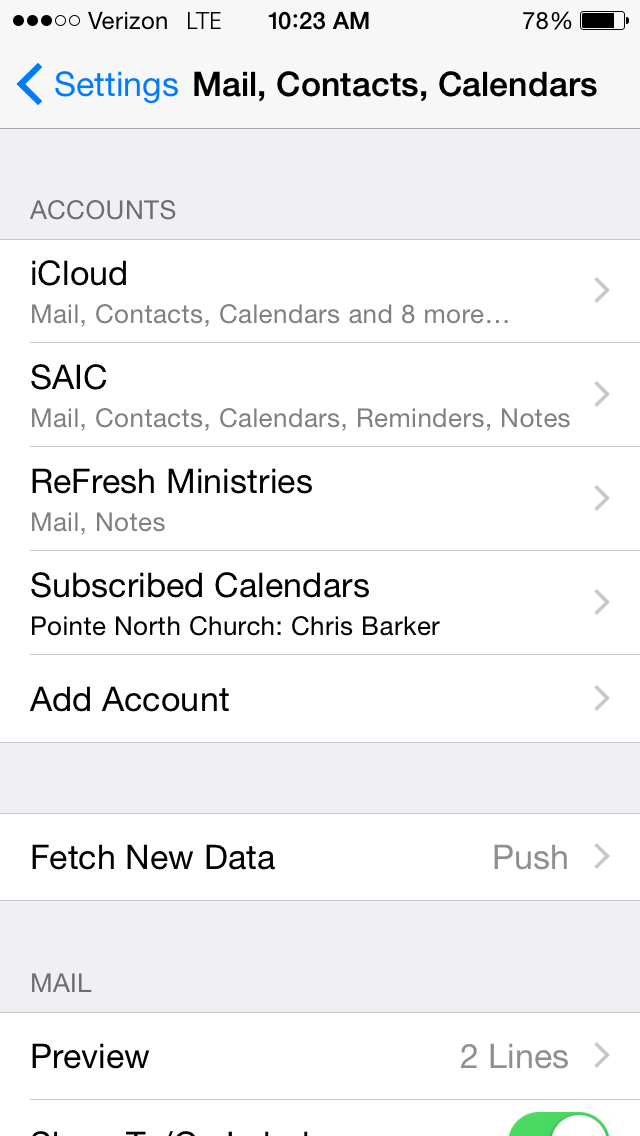 Verizon LTE 10:23 AM 78%
Settings Mail, Contacts, Calendars
ACCOUNTS
iCloud
Mail, Contacts, Calendars and 8 more...
SAIC
Mail, Contacts, Calendars, Reminders, Notes
ReFresh Ministries
Mail, Notes
Subscribed Calendars
Pointe North Church: Chris Barker
Add Account
Fetch New Data Push
MAIL
Preview 2 Lines